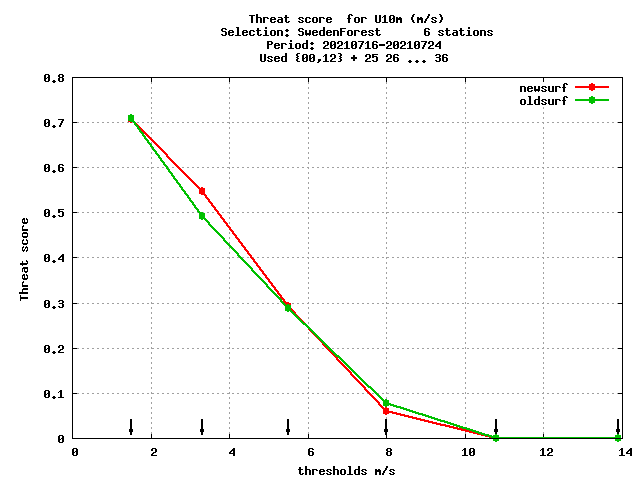 Threat score  for U10m (m/s)
Selection: SwedenForest      6 stations
Period: 20210716-20210724
Used {00,12} + 25 26 ... 36
newsurf
oldsurf
0.8
0.7
0.6
0.5
0.4
0.3
0.2
0.1
0
Threat score
0 2 4 6 8 10 12 14
thresholds m/s